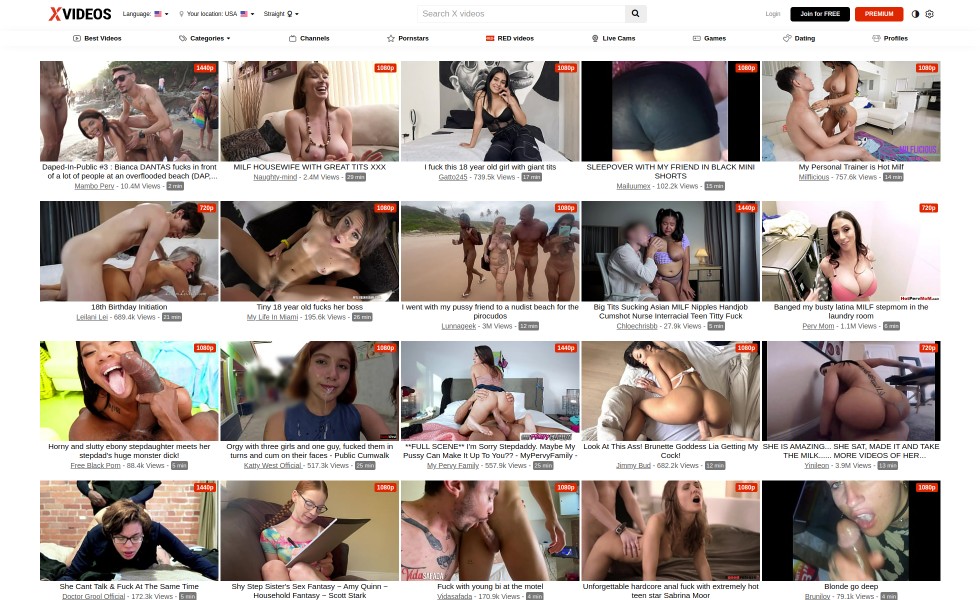 XVIDEOS
Language:
Your location: USA
Straight
Search X videos
Login
Join for FREE
PREMIUM
Best Videos
Categories
Channels
Pornstars
RED videos
Live Cams
Games
Dating
Profiles
1440p
1080p
1080p
1080p
1080p
Daped-In-Public #3 : Bianca DANTAS fucks in front
of a lot of people at an overflooded beach (DAP,...
Mambo Perv - 10.4M Views - 2 min
MILF HOUSEWIFE WITH GREAT TITS XXX
Naughty-mind - 2.4M Views - 29 min
I fuck this 18 year old girl with giant tits
Gatto245 - 739.5k Views - 17 min
SLEEPOVER WITH MY FRIEND IN BLACK MINI
SHORTS
Mailuumex - 102.2k Views - 15 min
My Personal Trainer is Hot Milf
Milflicious - 757.6k Views - 14 min
720p
1080p
1080p
1440p
720p
18th Birthday Initiation
Leilani Lei - 689.4k Views - 21 min
Tiny 18 year old fucks her boss
My Life In Miami - 195.6k Views - 26 min
I went with my pussy friend to a nudist beach for the
pirocudos
Lunnaqeek - 3M Views - 12 min
Big Tits Sucking Asian MILF Nipples Handjob
Cumshot Nurse Interracial Teen Titty Fuck
Chloechrisbb - 27.9k Views - 5 min
Banged my busty latina MILF stepmom in the
laundry room
Perv Mom - 1.1M Views - 6 min
1080p
1080p
1440p
1080p
720p
Horny and slutty ebony stepdaughter meets her
stepdad's huge monster dick!
Free Black Porn - 88.4k Views - 5 min
Orgy with three girls and one guy, fucked them in
turns and cum on their faces - Public Cumwalk
Katty West Official - 517.3k Views - 25 min
**FULL SCENE** I'm Sorry Stepdaddy. Maybe My
Pussy Can Make It Up To You?? - MyPervyFamily -
My Pervy Family - 557.9k Views - 25 min
Look At This Ass! Brunette Goddess Lia Getting My
Cock!
Jimmy Bud - 682.2k Views - 12 min
SHE IS AMAZING... SHE SAT, MADE IT AND TAKE
THE MILK...... MORE VIDEOS OF HER...
Yinileon - 3.9M Views - 13 min
1440p
1080p
1080p
1080p
1080p
She Cant Talk & Fuck At The Same Time
Doctor Grool Official - 172.3k Views - 5 min
Shy Step Sister's Sex Fantasy ~ Amy Quinn ~
Household Fantasy ~ Scott Stark
Fuck with young bi at the motel
Vidasafada - 170.9k Views - 4 min
Unforgettable hardcore anal fuck with extremely hot
teen star Sabrina Moor
Blonde go deep
Bruniloy - 79.1k Views - 4 min